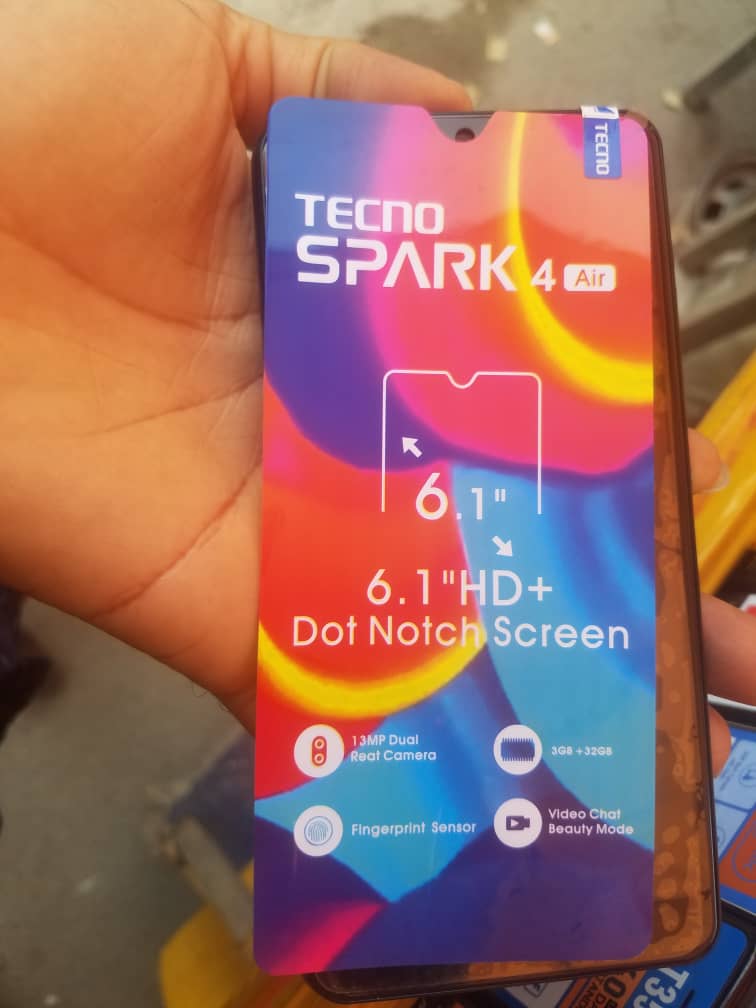 TECNO
TECNO
SPARK 4 Air
6.1"
6.1"HD+
Dot Notch Screen
13MP Dual
Reat Camera
3GB +32GB
Fingerprint Sensor
Video Chat
Beauty Mode